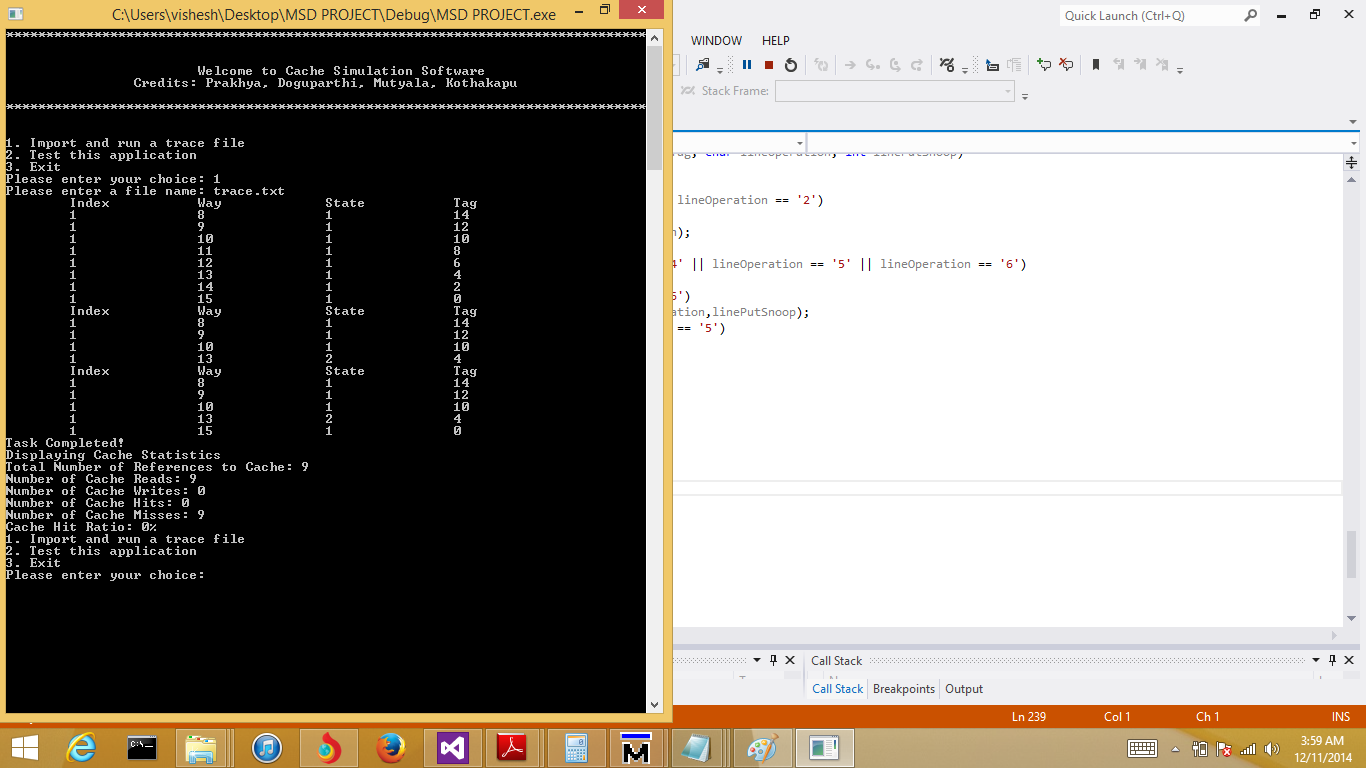 C:\Users\vishesh\Desktop\MSD PROJECT\Debug\MSD PROJECT.exe
********************************************************************************
Welcome to Cache Simulation Software
Credits: Prakhya, Doguparthi, Mutyala, Kothakapu
********************************************************************************
1. Import and run a trace file
2. Test this application
3. Exit
Please enter your choice: 1
Please enter a file name: trace.txt
Index Way State Tag
1 8 1 14
1 9 1 12
1 10 1 10
1 11 1 8
1 12 1 6
1 13 1 4
1 14 1 2
1 15 1 0
Index Way State Tag
1 8 1 14
1 9 1 12
1 10 1 10
1 13 2 4
Index Way State Tag
1 8 1 14
1 9 1 12
1 10 1 10
1 13 2 4
1 15 1 0
Task Completed!
Displaying Cache Statistics
Total Number of References to Cache: 9
Number of Cache Reads: 9
Number of Cache Writes: 0
Number of Cache Hits: 0
Number of Cache Misses: 9
Cache Hit Ratio: 0%
1. Import and run a trace file
2. Test this application
3. Exit
Please enter your choice:
Quick Launch (Ctrl+Q)
WINDOW HELP
Stack Frame:
lineOperation == '2')
);
4' || lineOperation == '5' || lineOperation == '6')
')
ation,linePutSnoop);
== '5')
Call Stack
Call Stack Breakpoints Output
Ln 239 Col 1 Ch 1 INS
C:\_
3:59 AM
12/11/2014